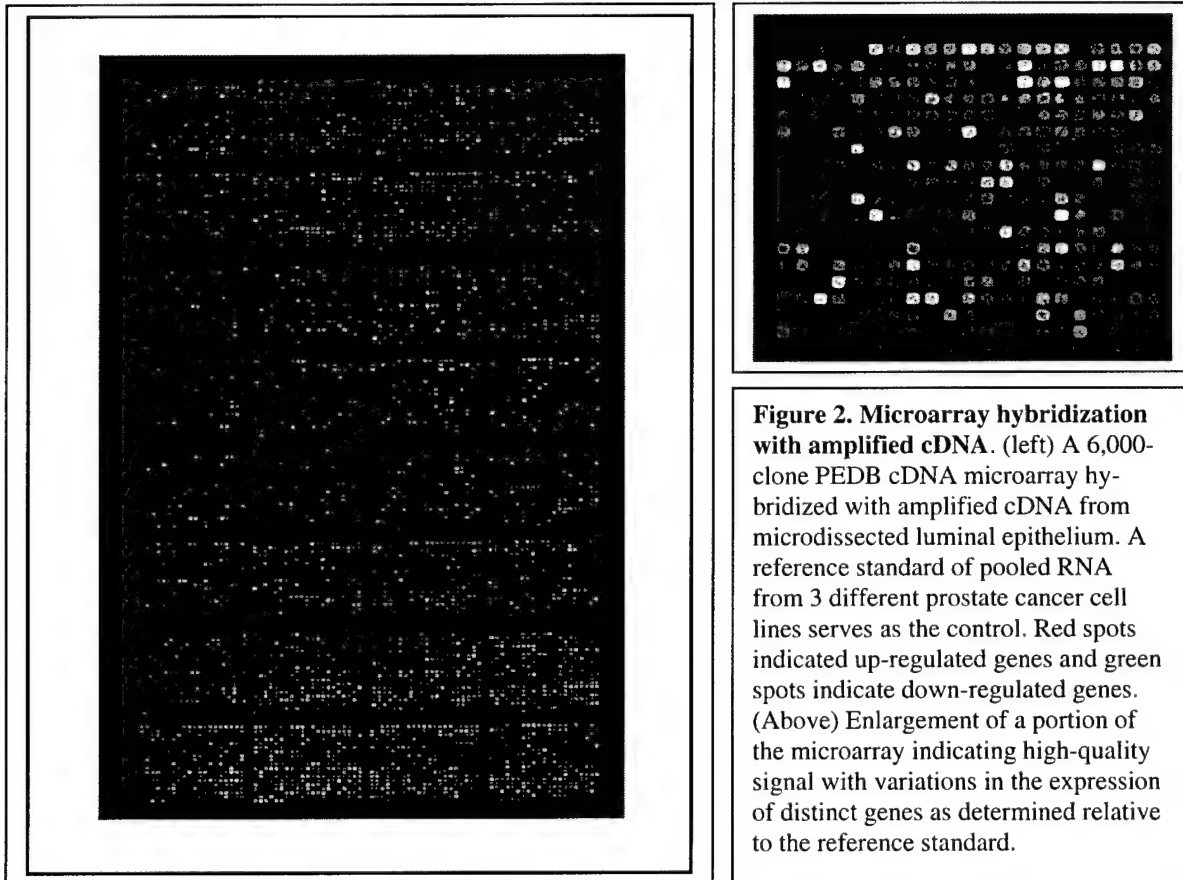 Figure 2. Microarray hybridization
with amplified cDNA. (left) A 6,000-
clone PEDB cDNA microarray hy-
bridized with amplified cDNA from
microdissected luminal epithelium. A
reference standard of pooled RNA
from 3 different prostate cancer cell
lines serves as the control. Red spots
indicated up-regulated genes and green
spots indicate down-regulated genes.
(Above) Enlargement of a portion of
the microarray indicating high-quality
signal with variations in the expression
of distinct genes as determined relative
to the reference standard.